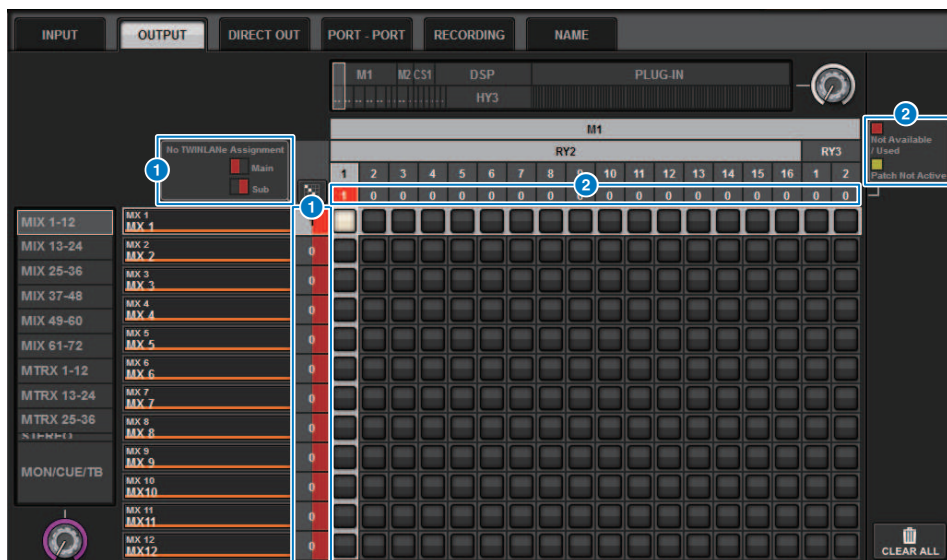 INPUT OUTPUT DIRECT OUT PORT - PORT RECORDING NAME
M1 M2 CS1 DSP PLUG-IN
HY3
M1
2
Not Available
/ Used
Patch Not Active
1
No TWINLANe Assignment
Main
Sub
RY2 RY3
1 2 3 4 5 6 7 8 9 10 11 12 13 14 15 16 1 2
2
1 0 0 0 0 0 0 0 0 0 0 0 0 0 0 0 0
1
MIX 1-12
MIX 13-24
MIX 25-36
MIX 37-48
MIX 49-60
MIX 61-72
MTRX 1-12
MTRX 13-24
MTRX 25-36
STEREO
MON/CUE/TB
MX 1
MX 1
1
MX 2
MX 2
0
MX 3
MX 3
0
MX 4
MX 4
0
MX 5
MX 5
0
MX 6
MX 6
0
MX 7
MX 7
0
MX 8
MX 8
0
MX 9
MX 9
0
MX 10
MX10
0
MX 11
MX11
0
MX 12
MX12
0
CLEAR ALL